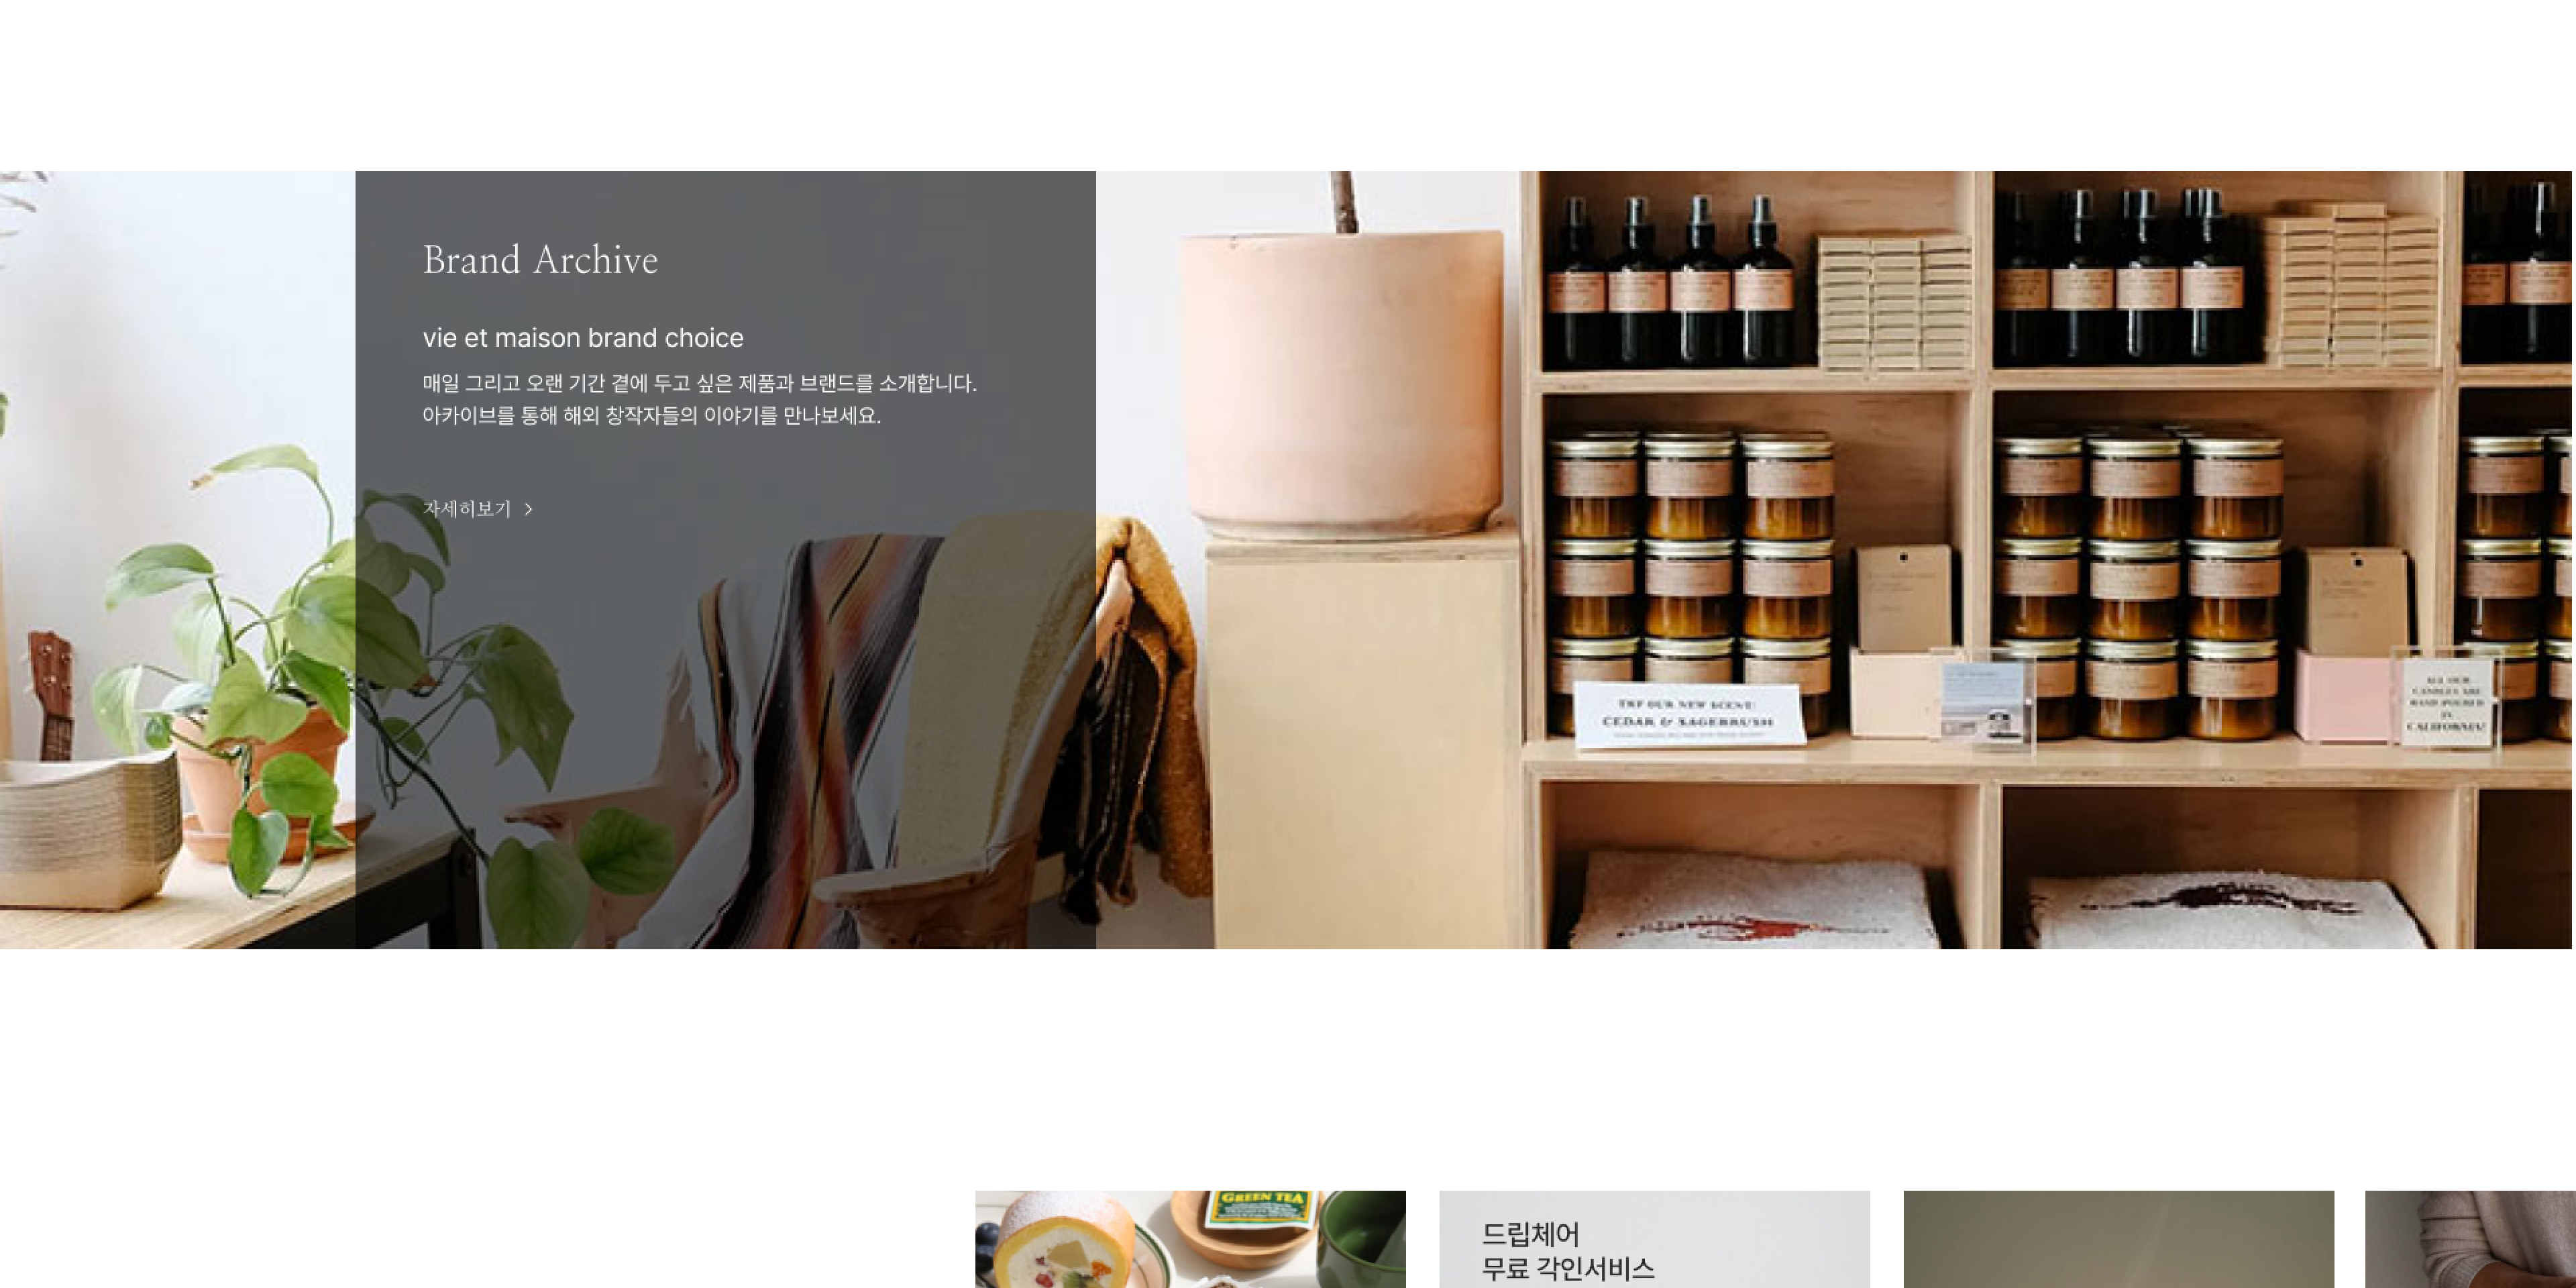 Brand Archive
vie et maison brand choice
매일 그리고 오랜 기간 곁에 두고 싶은 제품과 브랜드를 소개합니다.
아카이브를 통해 해외 창작자들의 이야기를 만나보세요.
자세히보기
TRY OUR NEW SCENT:
CEDAR & SAGEBRUSH
ALL OUR
CANDLES ARE
HAND POURED
IN
CALIFORNIA!
GREEN TEA
드립체어
무료 각인서비스